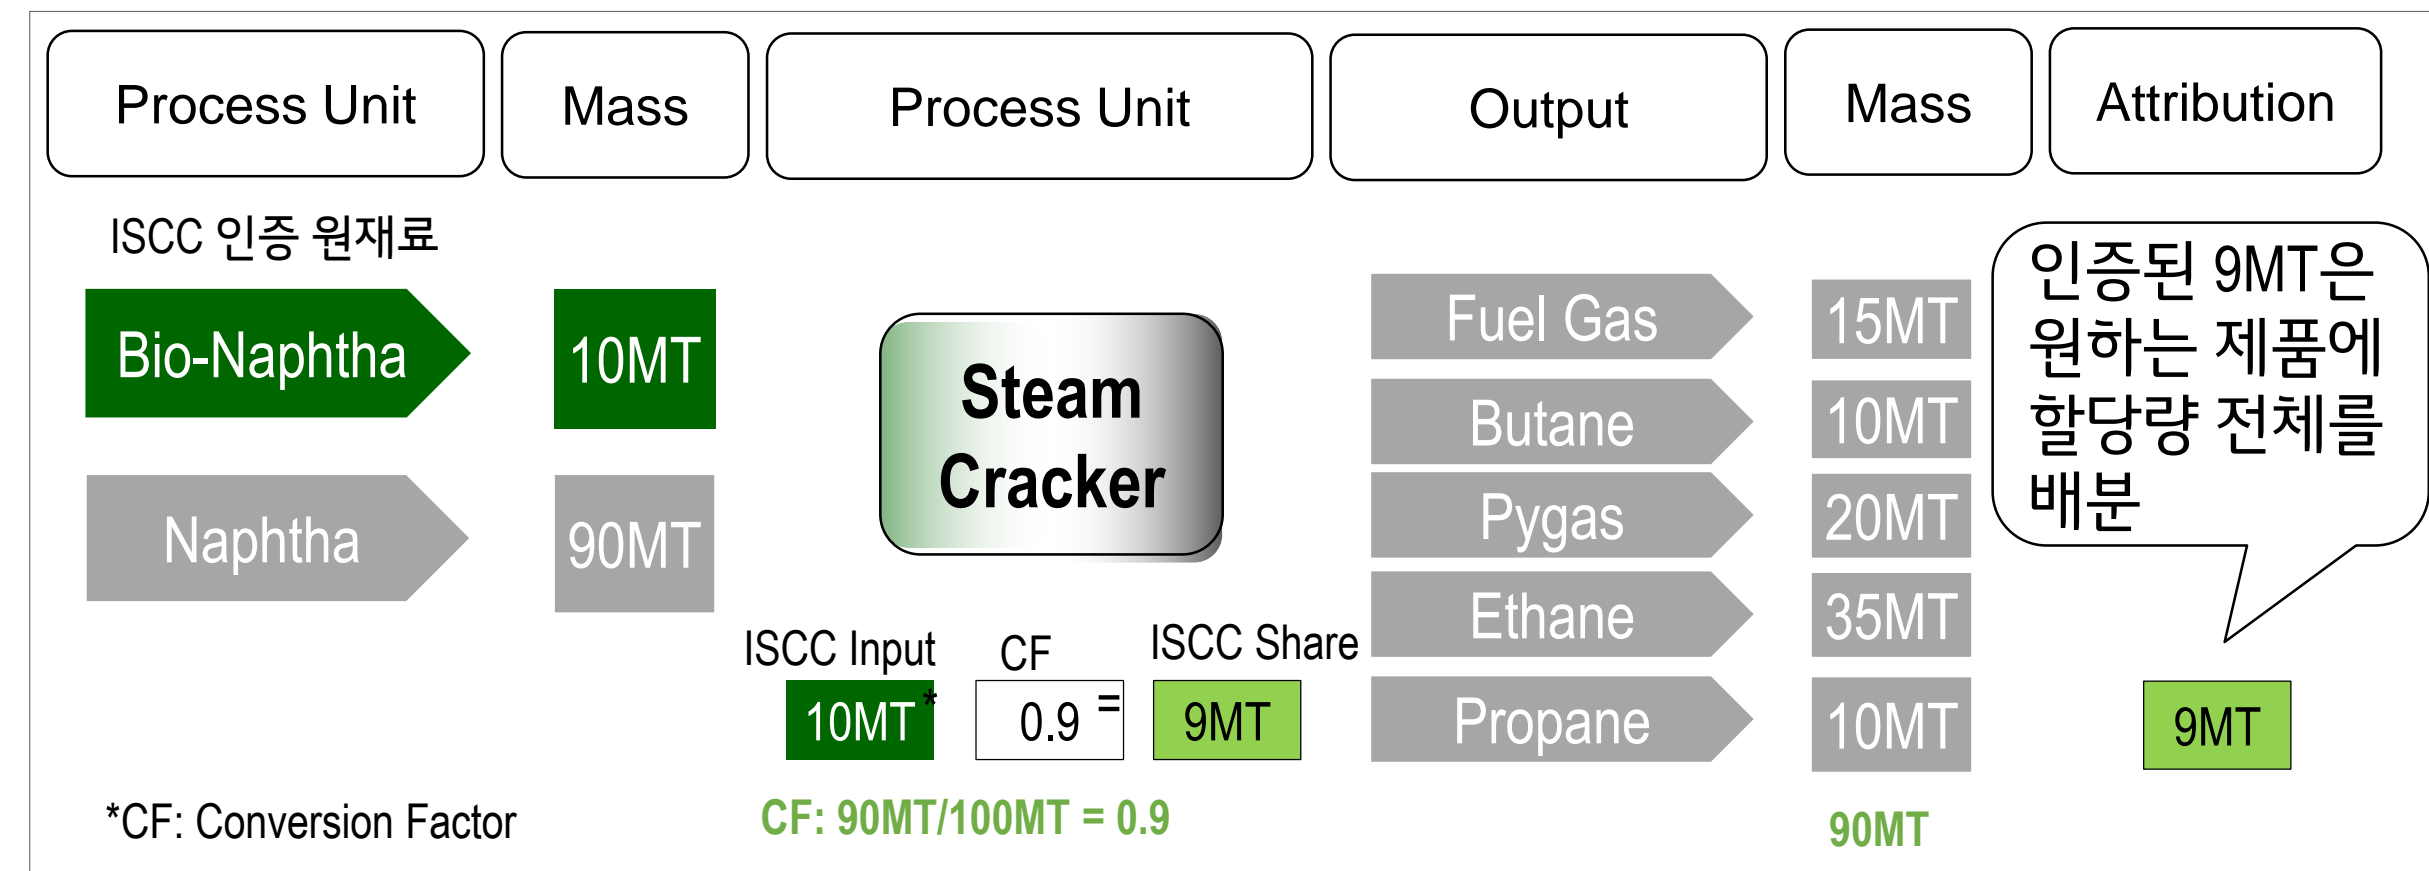 Process Unit
Mass
Process Unit
Output
Mass
Attribution
ISCC 인증 원재료
Bio-Naphtha
10MT
Naphtha
90MT
Steam
Cracker
ISCC Input
CF
ISCC Share
10MT
*
0.9
=
9MT
CF: 90MT/100MT = 0.9
*CF: Conversion Factor
Fuel Gas
15MT
Butane
10MT
Pygas
20MT
Ethane
35MT
Propane
10MT
90MT
인증된 9MT은
원하는 제품에
할당량 전체를
배분
9MT